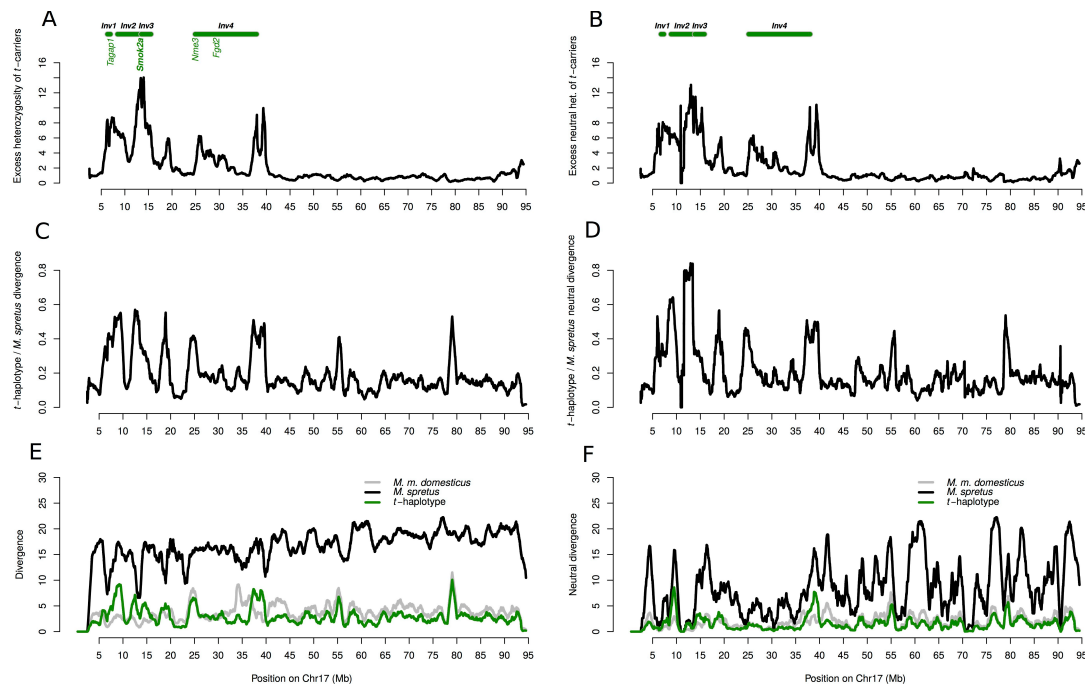 A
Inv1 Inv2 Inv3 Inv4
Tagap1
Smok2a
Nme3
Fgd2
Excess heterozygosity of t−carriers
0 2 4 6 8 12 16
5 10 15 20 25 30 35 40 45 50 55 60 65 70 75 80 85 90 95
B
Inv1 Inv2 Inv3 Inv4
Excess neutral het. of t−carriers
0 2 4 6 8 12 16
5 10 15 20 25 30 35 40 45 50 55 60 65 70 75 80 85 90 95
C
t−haplotype / M. spretus divergence
0.0 0.2 0.4 0.6 0.8
5 10 15 20 25 30 35 40 45 50 55 60 65 70 75 80 85 90 95
D
t−haplotype / M. spretus neutral divergence
0.0 0.2 0.4 0.6 0.8
5 10 15 20 25 30 35 40 45 50 55 60 65 70 75 80 85 90 95
E
M. m. domesticus
M. spretus
t−haplotype
Divergence
0 5 10 15 20 25 30
5 10 15 20 25 30 35 40 45 50 55 60 65 70 75 80 85 90 95
Position on Chr17 (Mb)
F
M. m. domesticus
M. spretus
t−haplotype
Neutral divergence
0 5 10 15 20 25 30
5 10 15 20 25 30 35 40 45 50 55 60 65 70 75 80 85 90 95
Position on Chr17 (Mb)